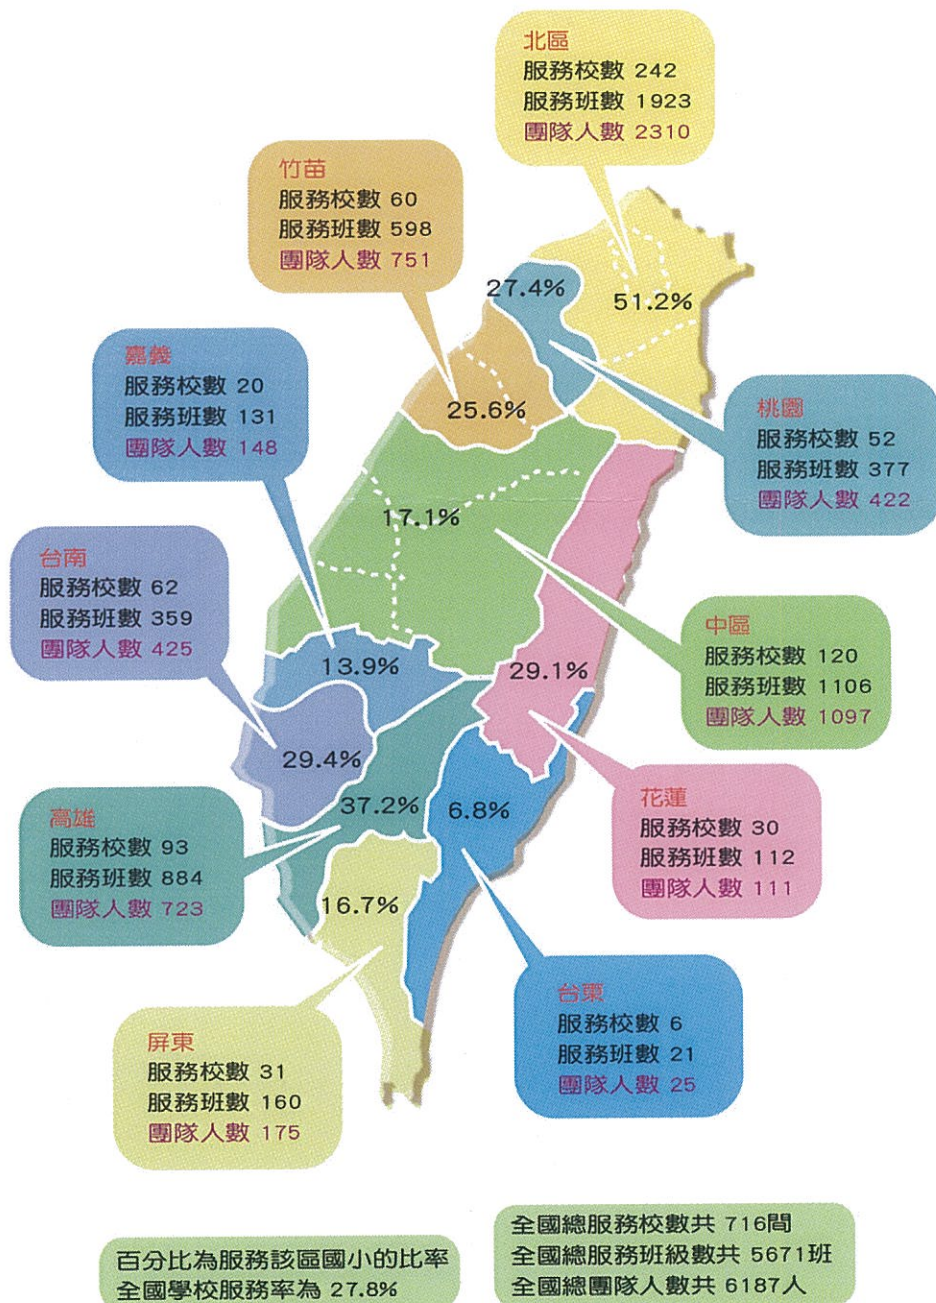 北區
服務校數 242
服務班數 1923
團隊人數 2310
竹苗
服務校數 60
服務班數 598
團隊人數 751
27.4%
51.2%
嘉義
服務校數 20
服務班數 131
團隊人數 148
25.6%
桃園
服務校數 52
服務班數 377
團隊人數 422
17.1%
台南
服務校數 62
服務班數 359
團隊人數 425
中區
服務校數 120
服務班數 1106
團隊人數 1097
13.9%
29.1%
29.4%
高雄
服務校數 93
服務班數 884
團隊人數 723
37.2%
6.8%
花蓮
服務校數 30
服務班數 112
團隊人數 111
16.7%
台東
服務校數 6
服務班數 21
團隊人數 25
屏東
服務校數 31
服務班數 160
團隊人數 175
百分比為服務該區國小的比率
全國學校服務率為 27.8%
全國總服務校數共 716間
全國總服務班級數共 5671班
全國總團隊人數共 6187人